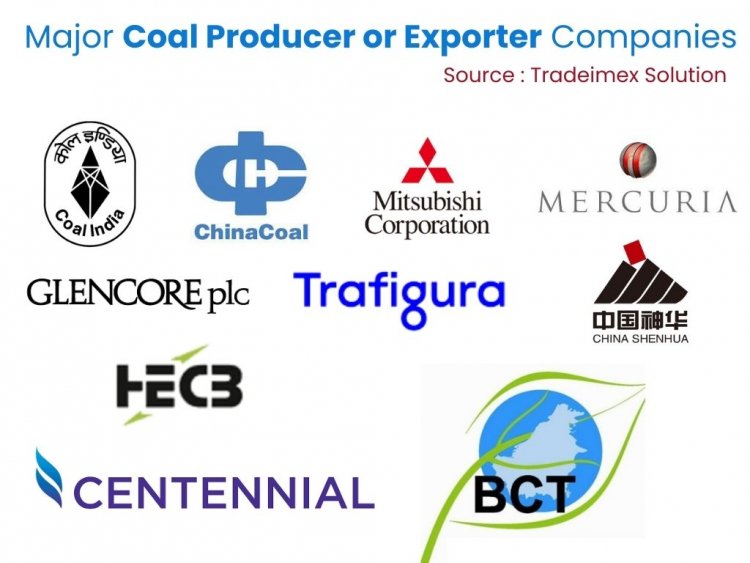 Major Coal Producer or Exporter Companies
Source : Tradeimex Solution
कोल इण्डिया
Coal India
ChinaCoal
Mitsubishi
Corporation
MERCURIA
GLENCORE plc
Trafigura
中国神华
CHINA SHENHUA
HECB
CENTENNIAL
BCT